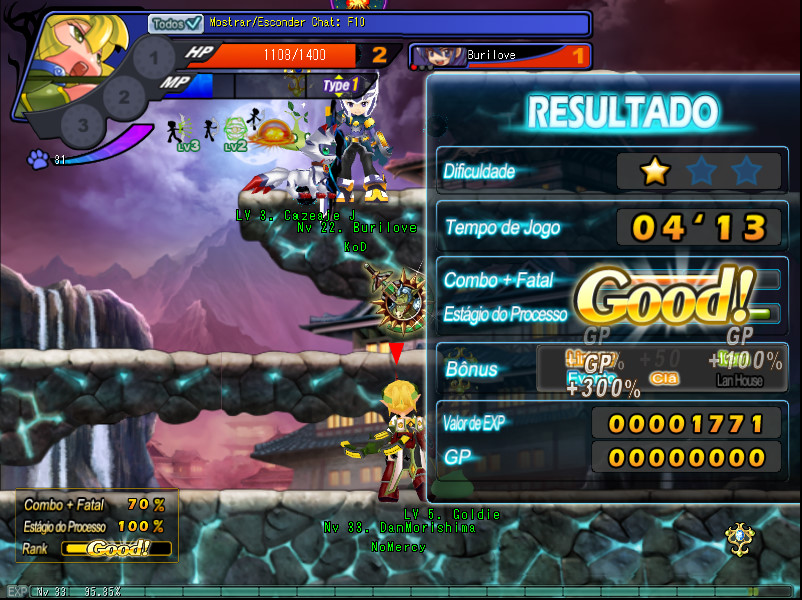 Todos Mostrar/Esconder Chat: F10
HP 1108/1400 2
Burilove 1
MP
Type 1
1
2
3
31
LV3
LV2
RESULTADO
Dificuldade
Tempo de Jogo 04'13
Combo + Fatal
Estágio do Processo
Good!
LV 3. Cazeaje J
Nv 22. Burilove
KoD
Bônus
GP
GP
GP
+50
+100%
+300%
Clã
Lan House
Valor de EXP 00001771
GP 00000000
Combo + Fatal 70 %
Estágio do Processo 100 %
Rank Good!
LV 5. Goldie
Nv 33. DanMorishima
NoMercy
EXP Nv 33 95.35%